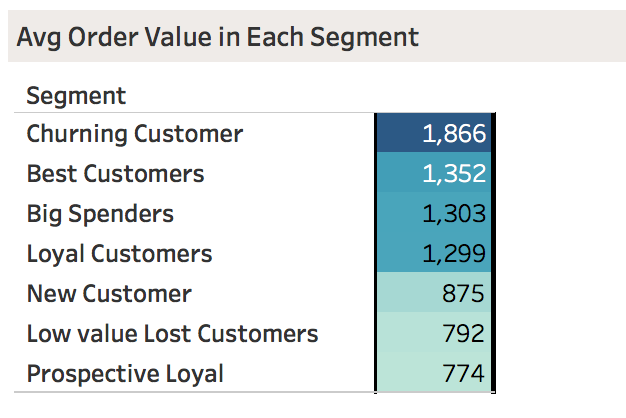 Avg Order Value in Each Segment
Segment
Churning Customer 1,866
Best Customers 1,352
Big Spenders 1,303
Loyal Customers 1,299
New Customer 875
Low value Lost Customers 792
Prospective Loyal 774